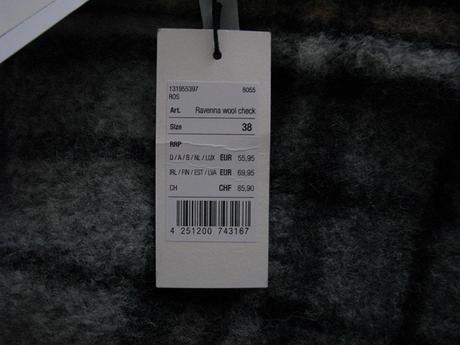 131955397 8055
ROS
Art. Ravenna wool check
Size 38
RRP
D / A / B / NL / LUX EUR 55,95
IRL / FIN / EST / LVA EUR 69,95
CH CHF 85,90
4 251200 743167